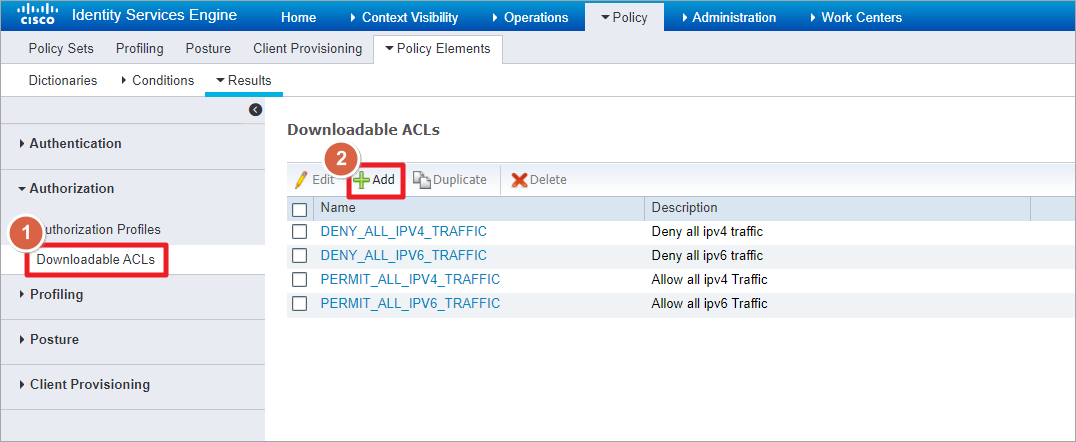 CISCO Identity Services Engine Home Context Visibility Operations Policy Administration Work Centers
Policy Sets Profiling Posture Client Provisioning Policy Elements
Dictionaries Conditions Results
Downloadable ACLs
Authentication
2
Edit Add Duplicate Delete
Authorization
Name Description
1
Authorization Profiles
DENY_ALL_IPV4_TRAFFIC Deny all ipv4 traffic
Downloadable ACLs
DENY_ALL_IPV6_TRAFFIC Deny all ipv6 traffic
PERMIT_ALL_IPV4_TRAFFIC Allow all ipv4 Traffic
Profiling
PERMIT_ALL_IPV6_TRAFFIC Allow all ipv6 Traffic
Posture
Client Provisioning